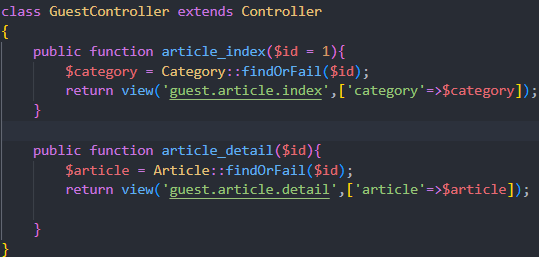 class GuestController extends Controller
{
    public function article_index($id = 1){
        $category = Category::findOrFail($id);
        return view('guest.article.index',['category'=>$category]);
    }

    public function article_detail($id){
        $article = Article::findOrFail($id);
        return view('guest.article.detail',['article'=>$article]);

    }
}